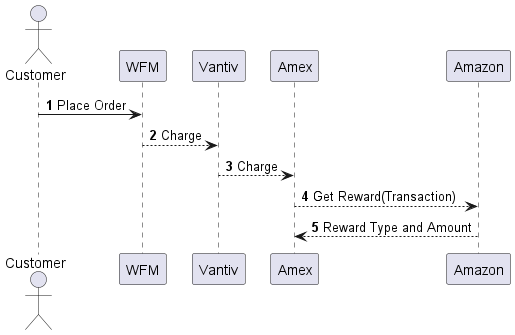 Customer
WFM
Vantiv
Amex
Amazon
1 Place Order
2 Charge
3 Charge
4 Get Reward(Transaction)
5 Reward Type and Amount
Customer
WFM
Vantiv
Amex
Amazon